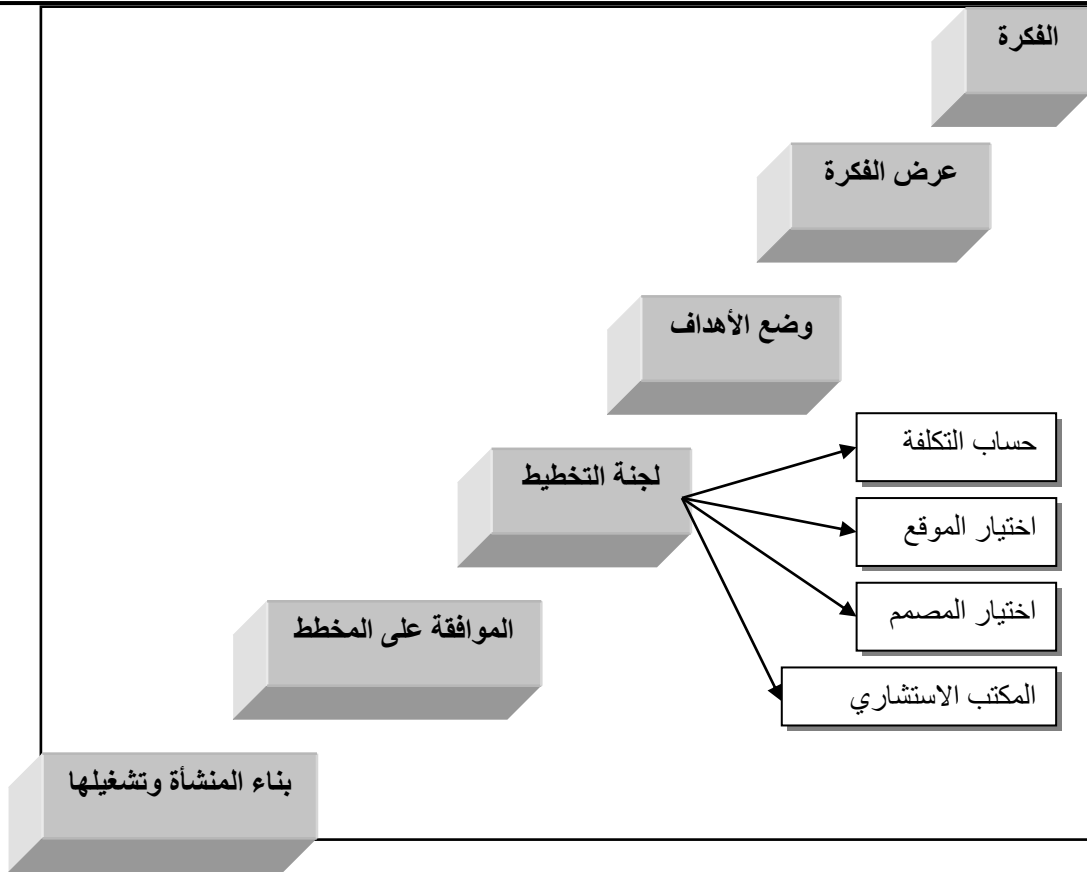 الفكرة
عرض الفكرة
وضع الأهداف
لجنة التخطيط
حساب التكلفة
اختيار الموقع
اختيار المصمم
المكتب الاستشاري
الموافقة على المخطط
بناء المنشأة وتشغيلها